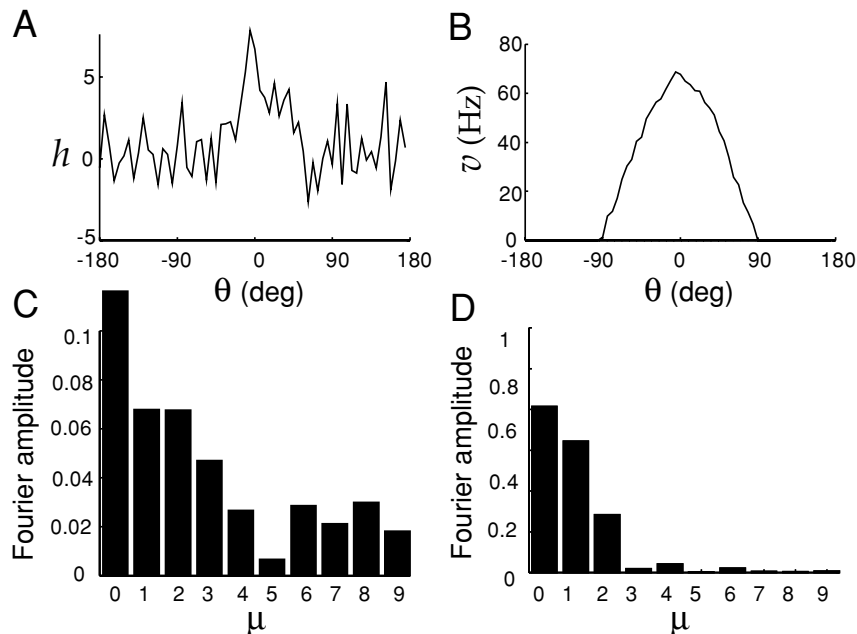 A
h
5
0
-5
-180 -90 0 90 180
θ (deg)
B
v (Hz)
80
60
40
20
0
-180 -90 0 90 180
θ (deg)
C
Fourier amplitude
0.1
0.08
0.06
0.04
0.02
0
0 1 2 3 4 5 6 7 8 9
μ
D
Fourier amplitude
1
0.8
0.6
0.4
0.2
0
0 1 2 3 4 5 6 7 8 9
μ